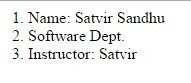 1. Name: Satvir Sandhu
2. Software Dept.
3. Instructor: Satvir